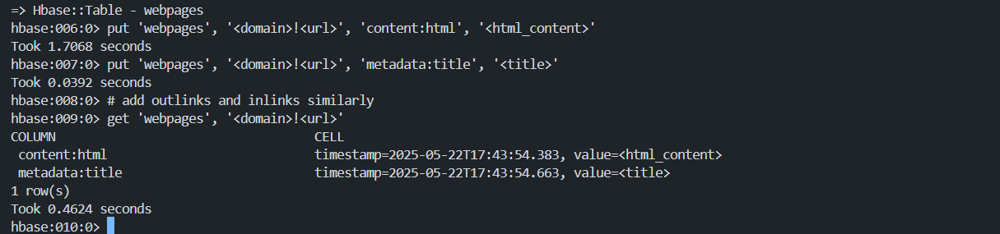 => Hbase::Table - webpages
hbase:006:0> put 'webpages', '<domain>!<url>', 'content:html', '<html_content>'
Took 1.7068 seconds
hbase:007:0> put 'webpages', '<domain>!<url>', 'metadata:title', '<title>'
Took 0.0392 seconds
hbase:008:0> # add outlinks and inlinks similarly
hbase:009:0> get 'webpages', '<domain>!<url>'
COLUMN                                CELL
 content:html                         timestamp=2025-05-22T17:43:54.383, value=<html_content>
 metadata:title                       timestamp=2025-05-22T17:43:54.663, value=<title>
1 row(s)
Took 0.4624 seconds
hbase:010:0>